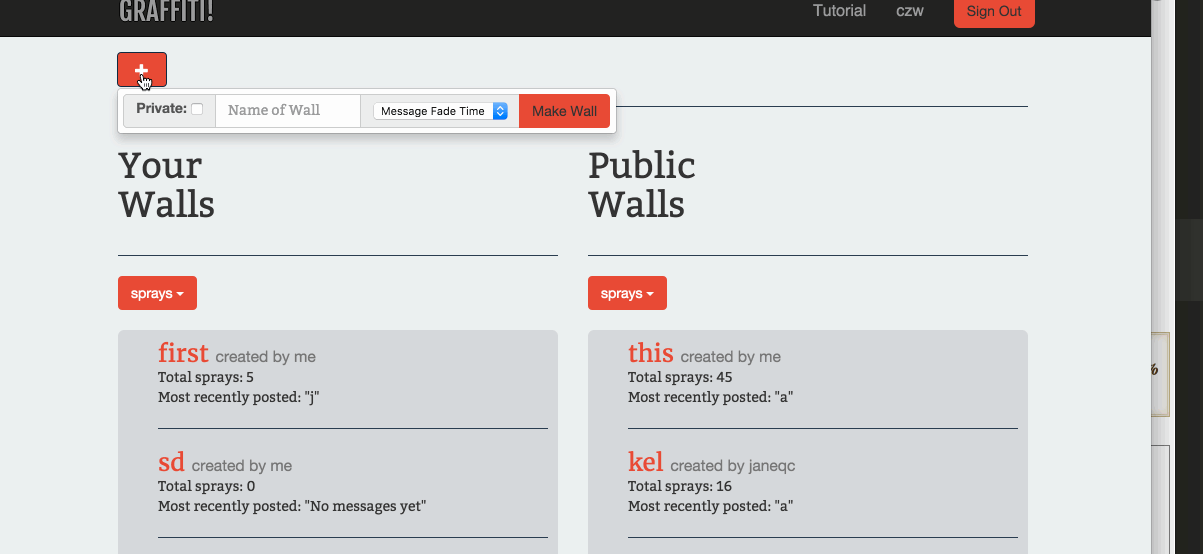 GRAFFITI!
Tutorial czw Sign Out
+
Private: Name of Wall Message Fade Time Make Wall
Your
Walls
sprays
first created by me
Total sprays: 5
Most recently posted: "j"
sd created by me
Total sprays: 0
Most recently posted: "No messages yet"
Public
Walls
sprays
this created by me
Total sprays: 45
Most recently posted: "a"
kel created by janeqc
Total sprays: 16
Most recently posted: "a"
%